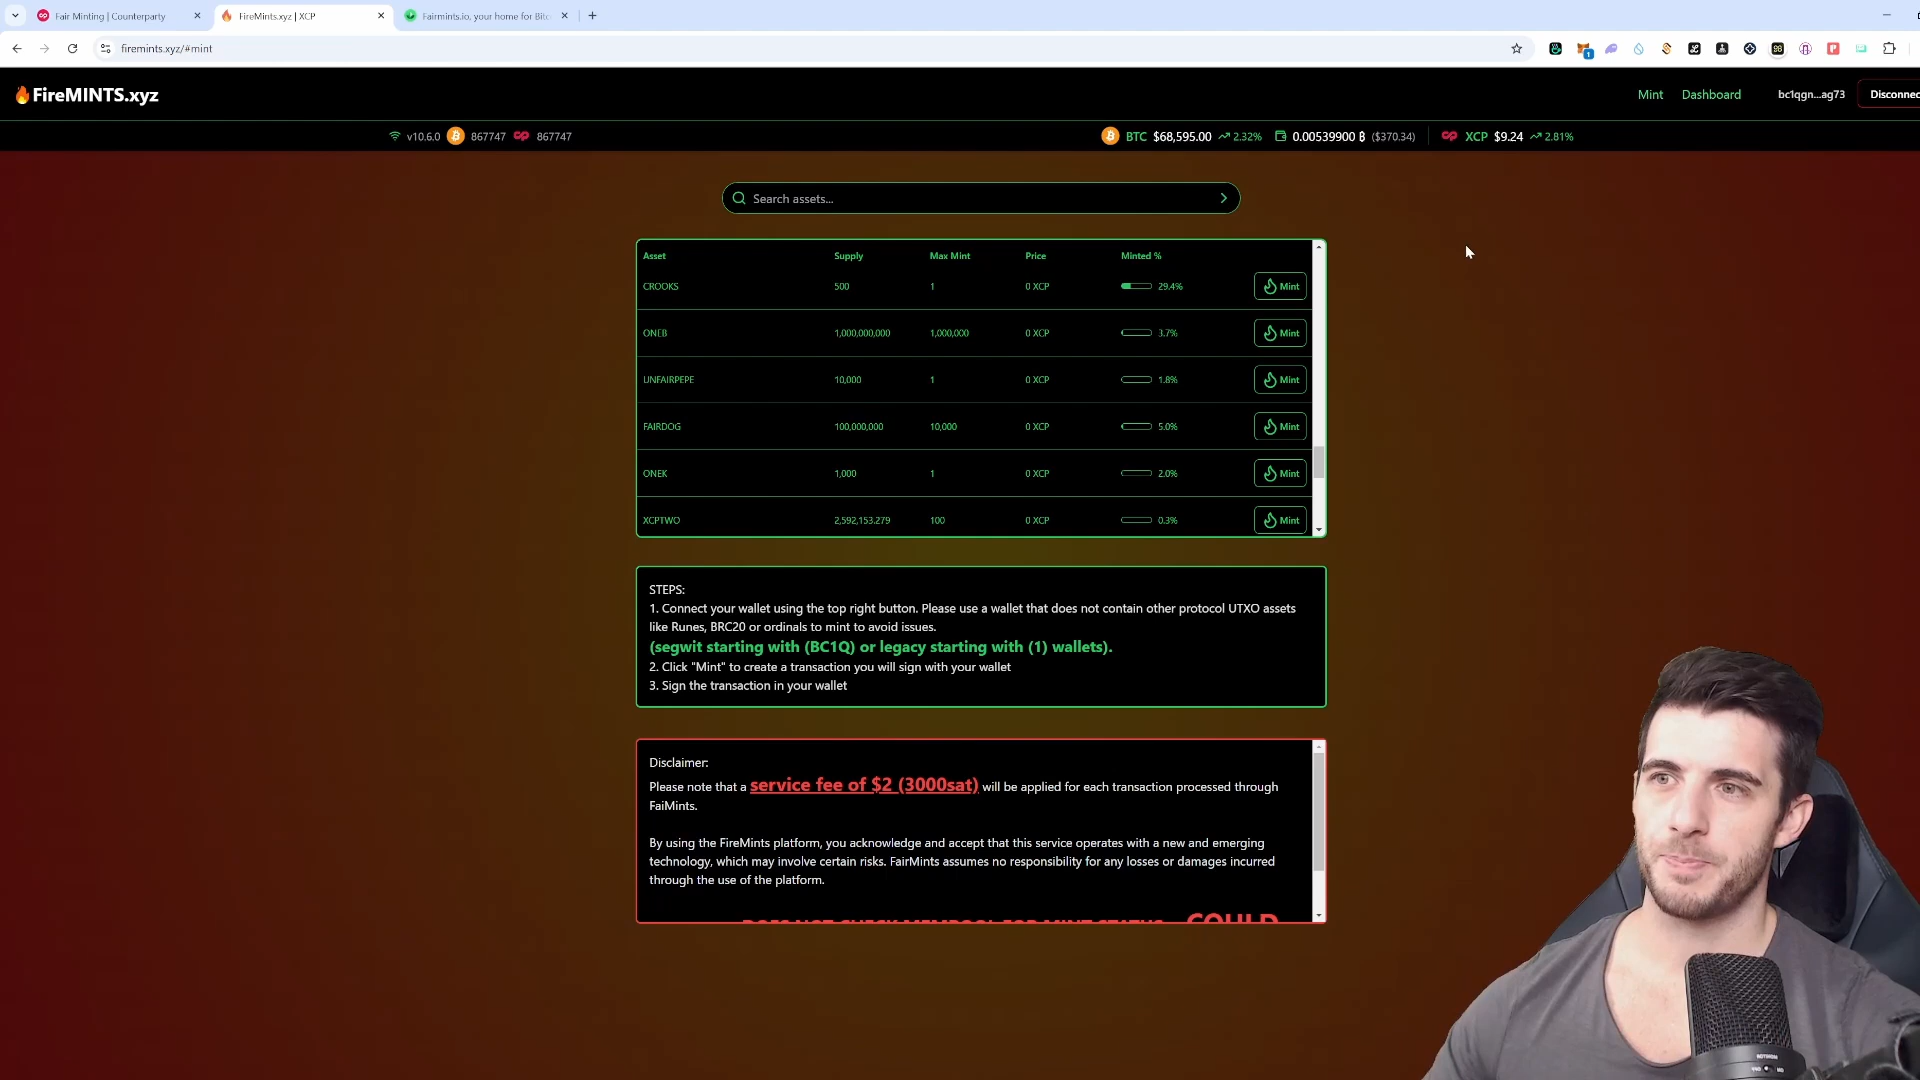 Fair Minting | Counterparty
FireMints.xyz | XCP
Fairmints.io, your home for Bitc
firemints.xyz/#mint
1
FireMINTS.xyz
Mint
Dashboard
bc1qgn...ag73
Disconnec
v10.6.0 867747 867747
BTC $68,595.00 2.32% 0.00539900 ₿ ($370.34) XCP $9.24 2.81%
Search assets...
Asset Supply Max Mint Price Minted %
CROOKS 500 1 0 XCP 29.4% Mint
ONEB 1,000,000,000 1,000,000 0 XCP 3.7% Mint
UNFAIRPEPE 10,000 1 0 XCP 1.8% Mint
FAIRDOG 100,000,000 10,000 0 XCP 5.0% Mint
ONEK 1,000 1 0 XCP 2.0% Mint
XCPTWO 2,592,153.279 100 0 XCP 0.3% Mint
STEPS:
1. Connect your wallet using the top right button. Please use a wallet that does not contain other protocol UTXO assets
like Runes, BRC20 or ordinals to mint to avoid issues.
(segwit starting with (BC1Q) or legacy starting with (1) wallets).
2. Click "Mint" to create a transaction you will sign with your wallet
3. Sign the transaction in your wallet
Disclaimer:
Please note that a service fee of $2 (3000sat) will be applied for each transaction processed through
FaiMints.
By using the FireMints platform, you acknowledge and accept that this service operates with a new and emerging
technology, which may involve certain risks. FairMints assumes no responsibility for any losses or damages incurred
through the use of the platform.
DOES NOT CHECK MEMPOOL FOR MINT STATUS COULD